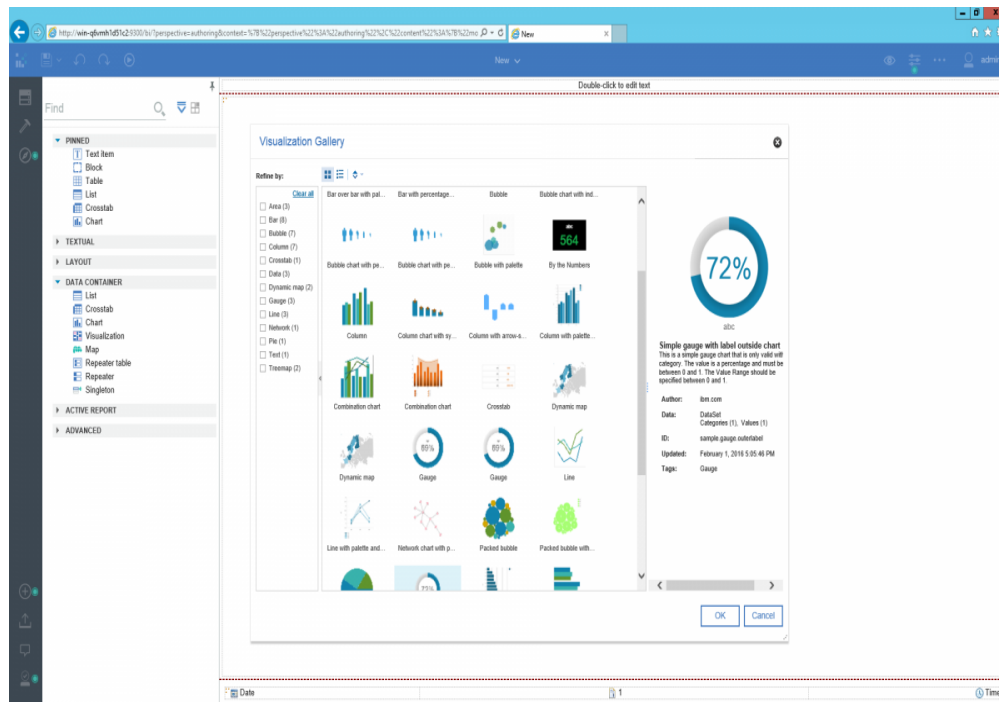 http://win-q6vmh1d51c2:9300/bi/?perspective=authoring&context=%7B%22perspective%22%3A%22authoring%22%2C%22content%22%3A%7B%22mc
New
New
admin
Double-click to edit text
Find
PINNED
Text item
Block
Table
List
Crosstab
Chart
TEXTUAL
LAYOUT
DATA CONTAINER
List
Crosstab
Chart
Visualization
Map
Repeater table
Repeater
Singleton
ACTIVE REPORT
ADVANCED
Visualization Gallery
Refine by:
Clear all
Area (3)
Bar (8)
Bubble (7)
Column (7)
Crosstab (1)
Data (3)
Dynamic map (2)
Gauge (3)
Line (3)
Network (1)
Pie (1)
Text (1)
Treemap (2)
Bar over bar with pal... Bar with percentage... Bubble Bubble chart with ind...
abc
564
Bubble chart with pe... Bubble chart with pe... Bubble with palette By the Numbers
Column Column chart with sy... Column with arrow-s... Column with palette...
Combination chart Combination chart Crosstab Dynamic map
69% 69%
Dynamic map Gauge Gauge Line
Line with palette and... Network chart with p... Packed bubble Packed bubble with...
72%
72%
abc
Simple gauge with label outside chart
This is a simple gauge chart that is only valid with
category. The value is a percentage and must be
between 0 and 1. The Value Range should be
specified between 0 and 1.
Author: ibm.com
Data: DataSet
Categories (1), Values (1)
ID: sample.gauge.outerlabel
Updated: February 1, 2016 5:05:46 PM
Tags: Gauge
OK Cancel
Date 1 Time